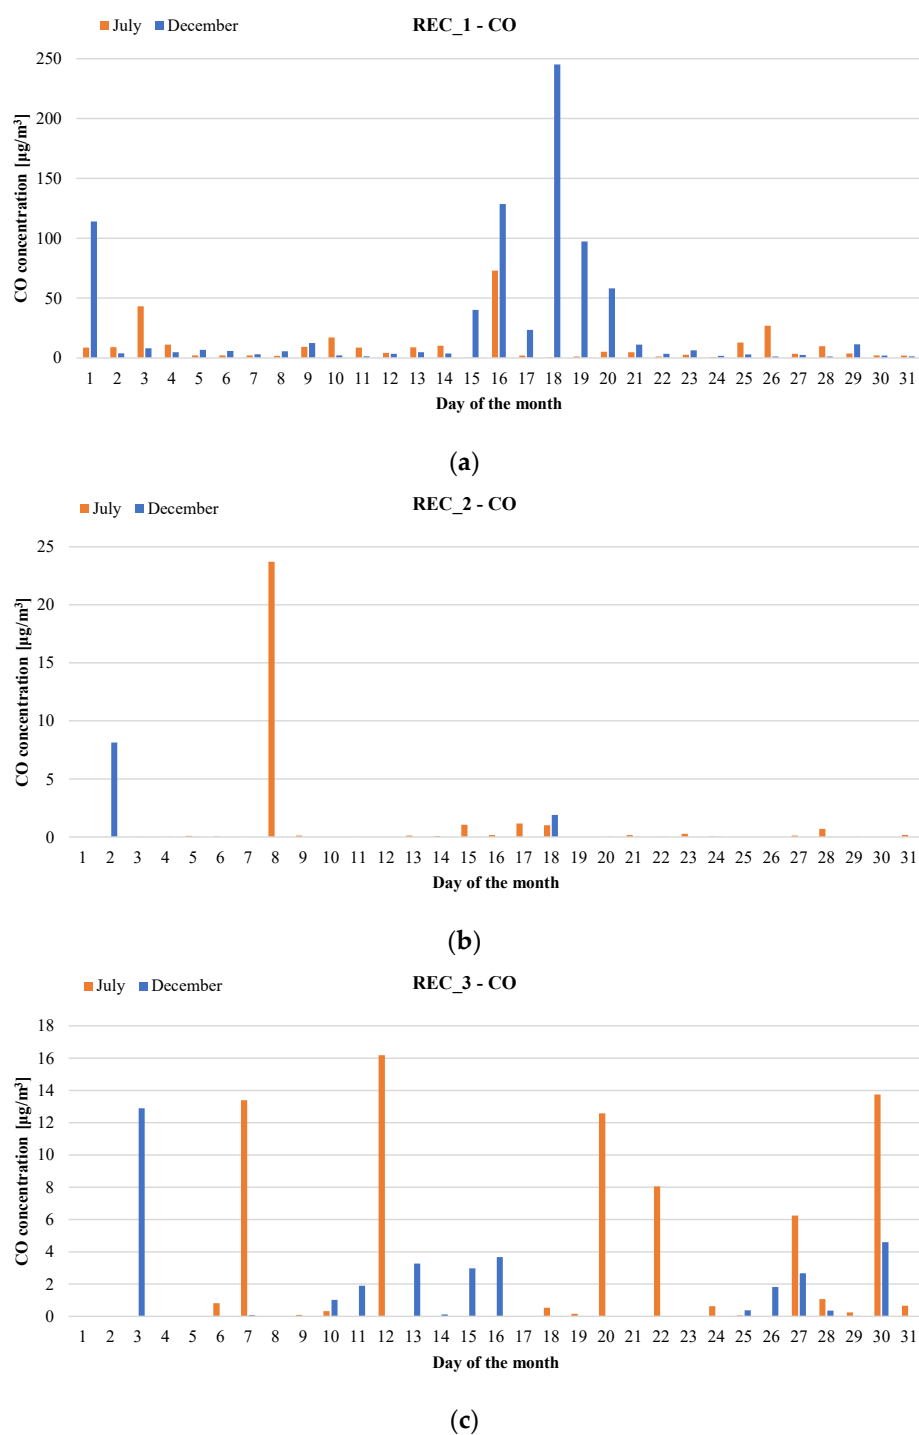 July December REC_1 - CO
250
200
150
100
50
0
CO concentration [µg/m³]
1 2 3 4 5 6 7 8 9 10 11 12 13 14 15 16 17 18 19 20 21 22 23 24 25 26 27 28 29 30 31
Day of the month
(a)
July December REC_2 - CO
25
20
15
10
5
0
CO concentration [µg/m³]
1 2 3 4 5 6 7 8 9 10 11 12 13 14 15 16 17 18 19 20 21 22 23 24 25 26 27 28 29 30 31
Day of the month
(b)
July December REC_3 - CO
18
16
14
12
10
8
6
4
2
0
CO concentration [µg/m³]
1 2 3 4 5 6 7 8 9 10 11 12 13 14 15 16 17 18 19 20 21 22 23 24 25 26 27 28 29 30 31
Day of the month
(c)